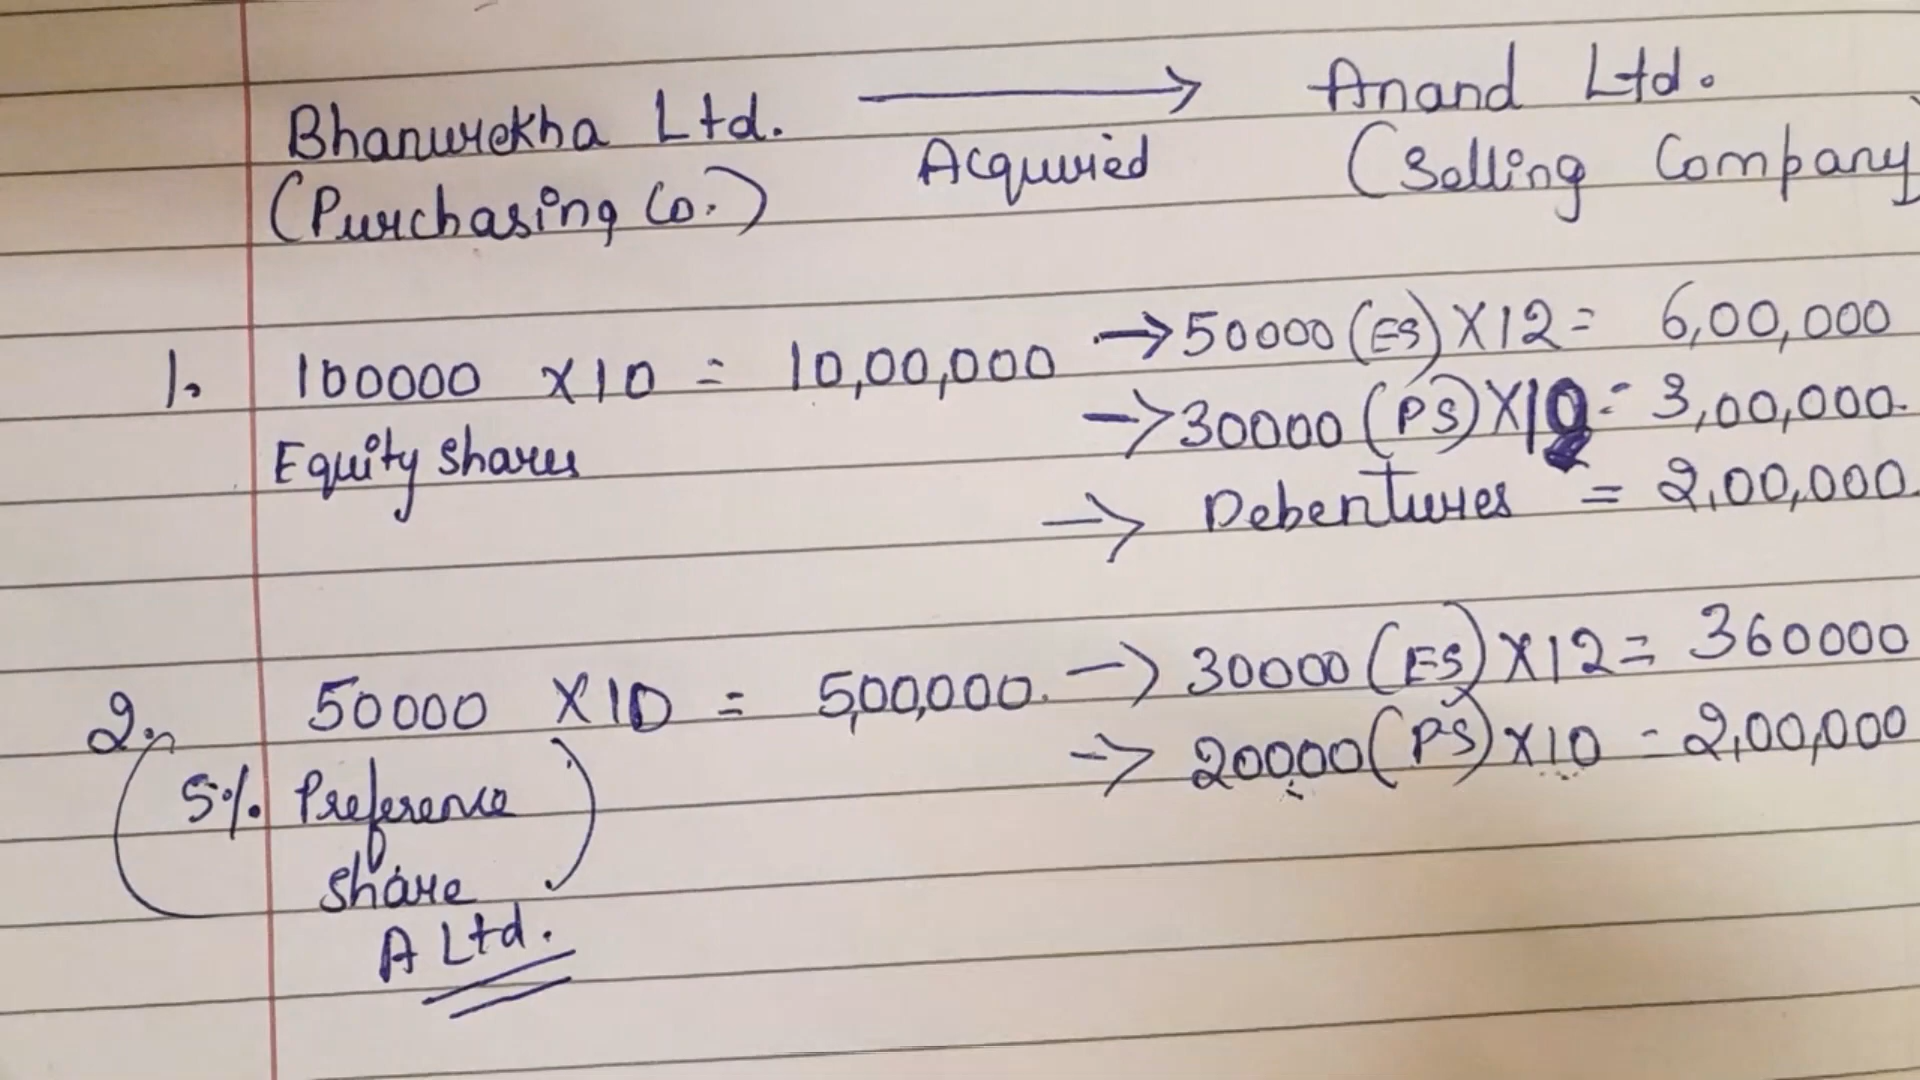 Bhanurekha Ltd. → Anand Ltd.
(Purchasing Co.) Acquried (Selling Company)
1. 100000 X10 = 10,00,000 → 50000 (ES) X12 = 6,00,000
Equity shares → 30000 (PS) X10 = 3,00,000.
→ Debentures = 2,00,000.
2. 50000 X10 = 5,00,000. → 30000 (ES) X12 = 360000
(5% Preference → 20000 (PS) X10 - 2,00,000
share)
A Ltd.